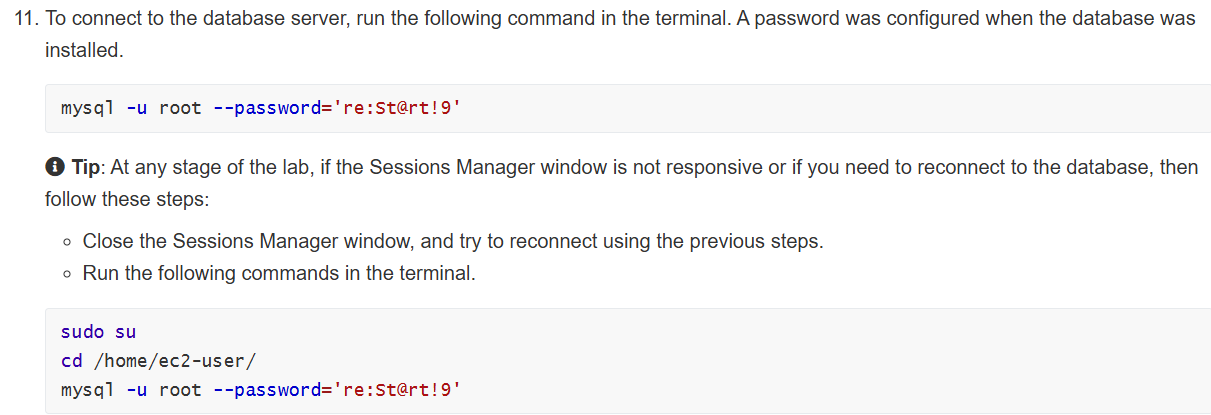 11. To connect to the database server, run the following command in the terminal. A password was configured when the database was
installed.
mysql -u root --password='re:St@rt!9'
Tip: At any stage of the lab, if the Sessions Manager window is not responsive or if you need to reconnect to the database, then
follow these steps:
Close the Sessions Manager window, and try to reconnect using the previous steps.
Run the following commands in the terminal.
sudo su
cd /home/ec2-user/
mysql -u root --password='re:St@rt!9'